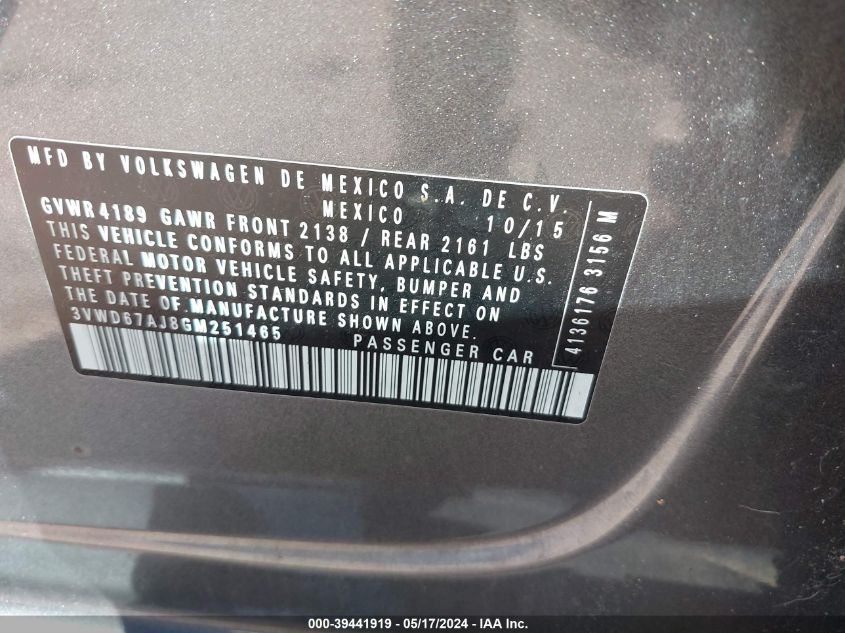 MFD BY VOLKSWAGEN DE MEXICO S.A. DE C.V.
MEXICO 10/15
GVWR4189 GAWR FRONT 2138 / REAR 2161 LBS
THIS VEHICLE CONFORMS TO ALL APPLICABLE U.S.
FEDERAL MOTOR VEHICLE SAFETY, BUMPER AND
THEFT PREVENTION STANDARDS IN EFFECT ON
THE DATE OF MANUFACTURE SHOWN ABOVE.
3VWD67AJ8GM251465 PASSENGER CAR
4136176 3156 M
000-39441919 - 05/17/2024 - IAA Inc.